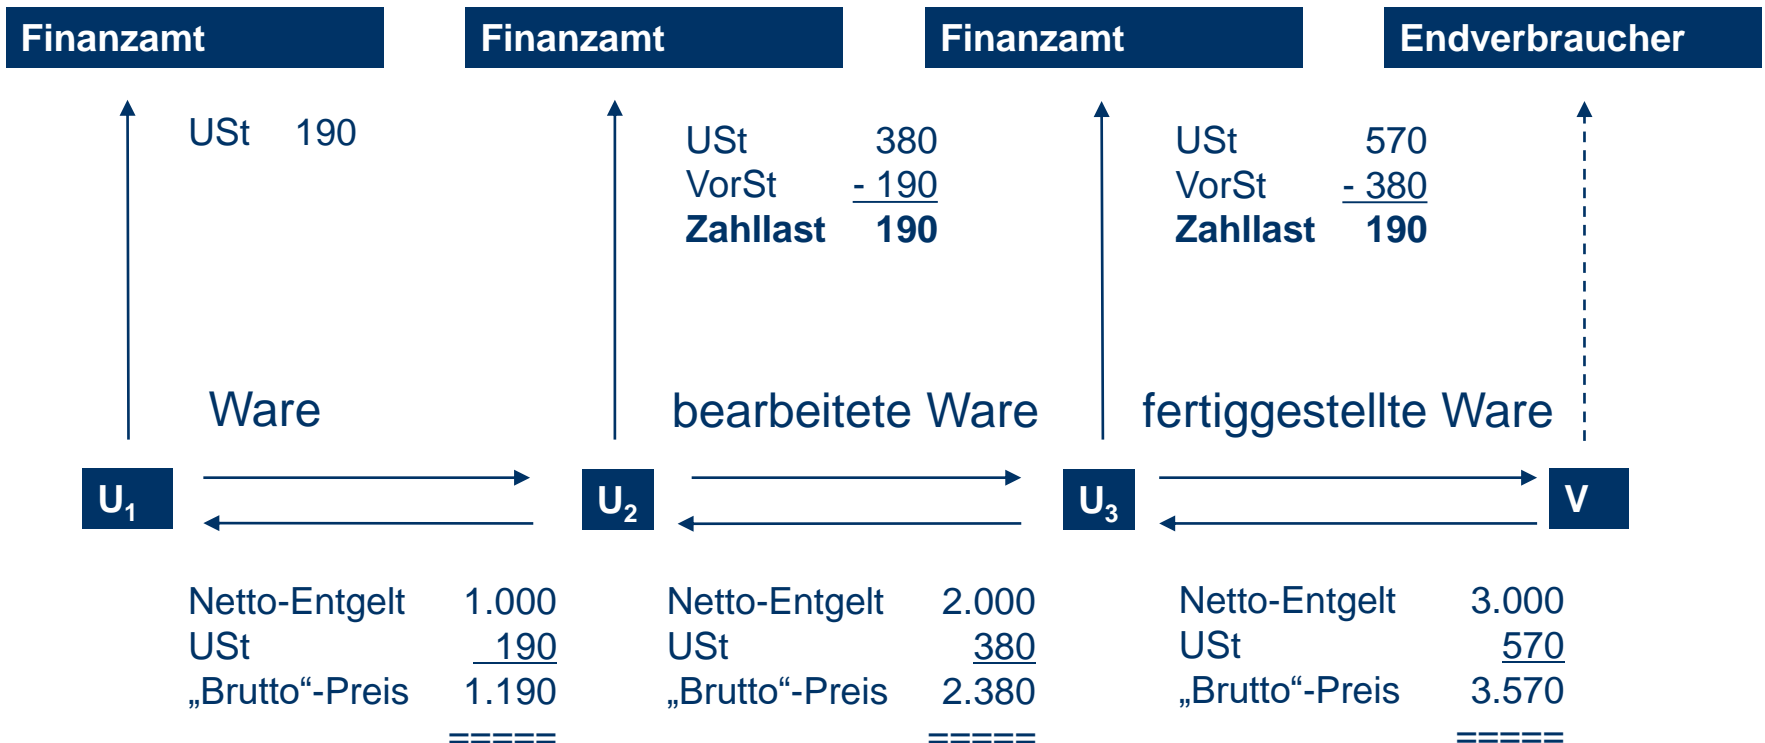 Finanzamt
Finanzamt
Finanzamt
Endverbraucher
USt 190
USt 380
VorSt - 190
Zahllast 190
USt 570
VorSt - 380
Zahllast 190
Ware
bearbeitete Ware
fertiggestellte Ware
U1
U2
U3
V
Netto-Entgelt 1.000
USt 190
„Brutto“-Preis 1.190
=====
Netto-Entgelt 2.000
USt 380
„Brutto“-Preis 2.380
=====
Netto-Entgelt 3.000
USt 570
„Brutto“-Preis 3.570
=====